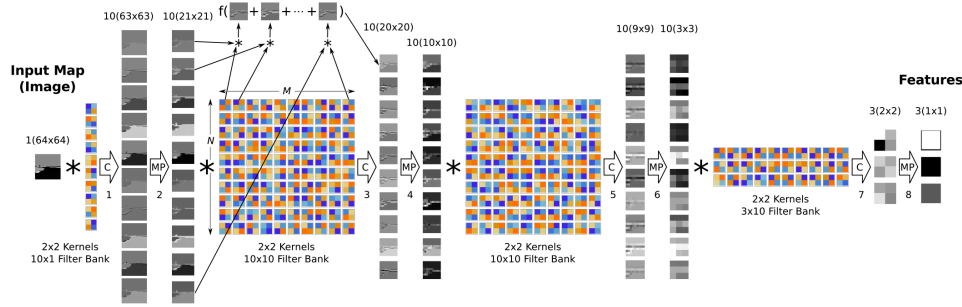 f( + + ⋯ + )
10(63x63) 10(21x21)
10(20x20)
10(10x10)
10(9x9) 10(3x3)
Input Map
(Image)
Features
1(64x64)
3(2x2) 3(1x1)
M
N
* * *
* * * *
C MP C MP C MP C MP
1 2 3 4 5 6 7 8
2x2 Kernels
10x1 Filter Bank
2x2 Kernels
10x10 Filter Bank
2x2 Kernels
10x10 Filter Bank
2x2 Kernels
3x10 Filter Bank